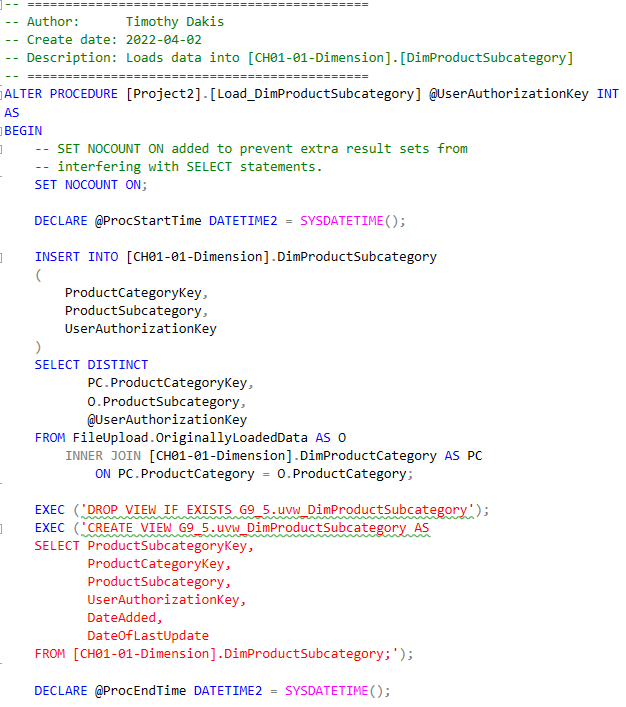 -- =============================================
-- Author:      Timothy Dakis
-- Create date: 2022-04-02
-- Description: Loads data into [CH01-01-Dimension].[DimProductSubcategory]
-- =============================================
ALTER PROCEDURE [Project2].[Load_DimProductSubcategory] @UserAuthorizationKey INT
AS
BEGIN
    -- SET NOCOUNT ON added to prevent extra result sets from
    -- interfering with SELECT statements.
    SET NOCOUNT ON;

    DECLARE @ProcStartTime DATETIME2 = SYSDATETIME();

    INSERT INTO [CH01-01-Dimension].DimProductSubcategory
    (
        ProductCategoryKey,
        ProductSubcategory,
        UserAuthorizationKey
    )
    SELECT DISTINCT
           PC.ProductCategoryKey,
           O.ProductSubcategory,
           @UserAuthorizationKey
    FROM FileUpload.OriginallyLoadedData AS O
        INNER JOIN [CH01-01-Dimension].DimProductCategory AS PC
            ON PC.ProductCategory = O.ProductCategory;

    EXEC ('DROP VIEW IF EXISTS G9_5.uvw_DimProductSubcategory');
    EXEC ('CREATE VIEW G9_5.uvw_DimProductSubcategory AS
    SELECT ProductSubcategoryKey,
           ProductCategoryKey,
           ProductSubcategory,
           UserAuthorizationKey,
           DateAdded,
           DateOfLastUpdate
    FROM [CH01-01-Dimension].DimProductSubcategory;');

    DECLARE @ProcEndTime DATETIME2 = SYSDATETIME();